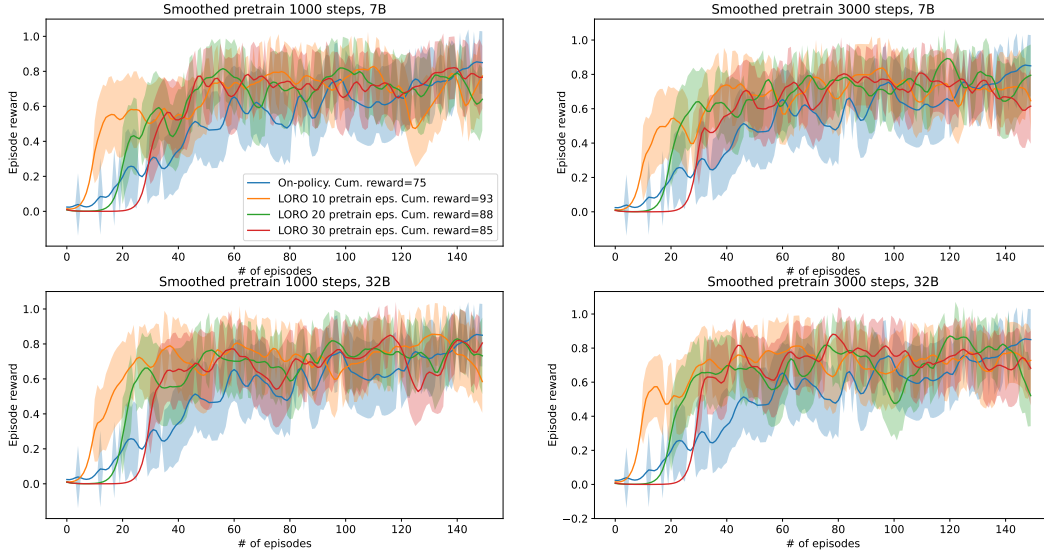 Smoothed pretrain 1000 steps, 7B
1.0
0.8
0.6
0.4
0.2
0.0
Episode reward
On-policy. Cum. reward=75
LORO 10 pretrain eps. Cum. reward=93
LORO 20 pretrain eps. Cum. reward=88
LORO 30 pretrain eps. Cum. reward=85
0 20 40 60 80 100 120 140
# of episodes
Smoothed pretrain 3000 steps, 7B
1.0
0.8
0.6
0.4
0.2
0.0
Episode reward
0 20 40 60 80 100 120 140
# of episodes
Smoothed pretrain 1000 steps, 32B
1.0
0.8
0.6
0.4
0.2
0.0
Episode reward
0 20 40 60 80 100 120 140
# of episodes
Smoothed pretrain 3000 steps, 32B
1.0
0.8
0.6
0.4
0.2
0.0
−0.2
Episode reward
0 20 40 60 80 100 120 140
# of episodes